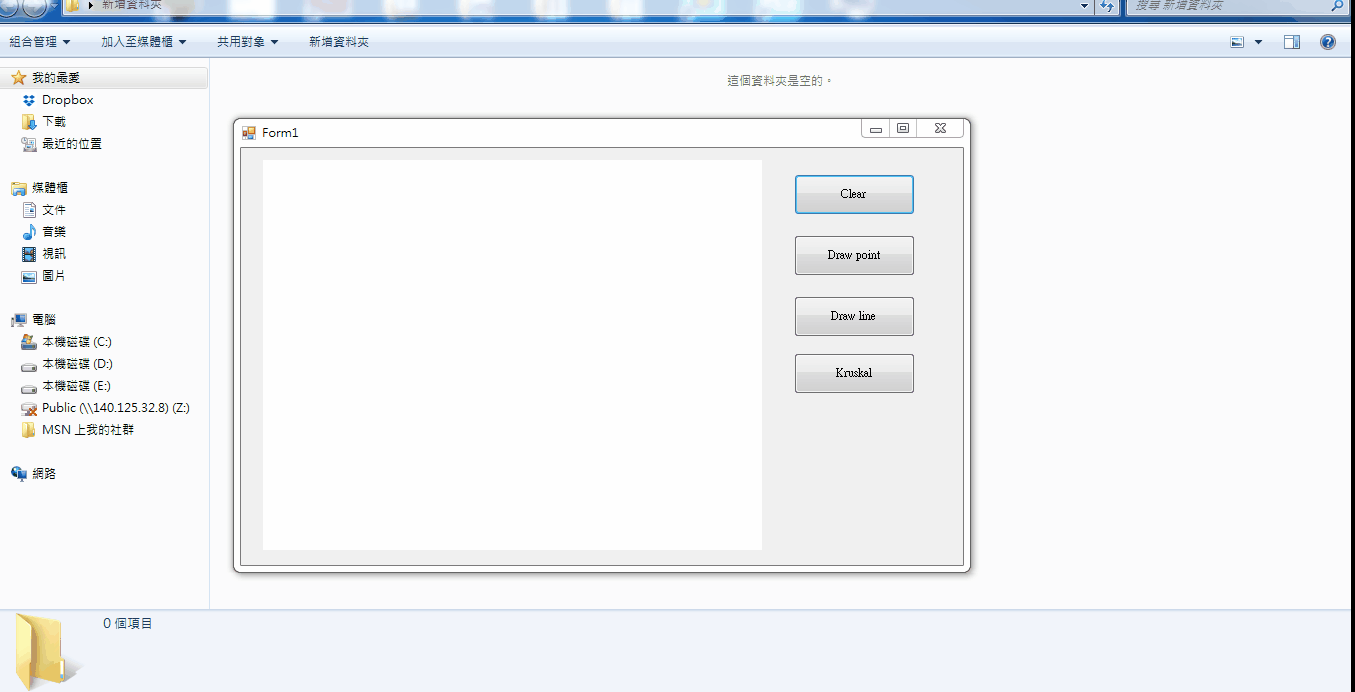 新增資料夾
搜尋 新增資料夾
組合管理 加入至媒體櫃 共用對象 新增資料夾
我的最愛
Dropbox
下載
最近的位置
媒體櫃
文件
音樂
視訊
圖片
電腦
本機磁碟 (C:)
本機磁碟 (D:)
本機磁碟 (E:)
Public (\\140.125.32.8) (Z:)
MSN 上我的社群
網路
這個資料夾是空的。
Form1
Clear
Draw point
Draw line
Kruskal
0 個項目